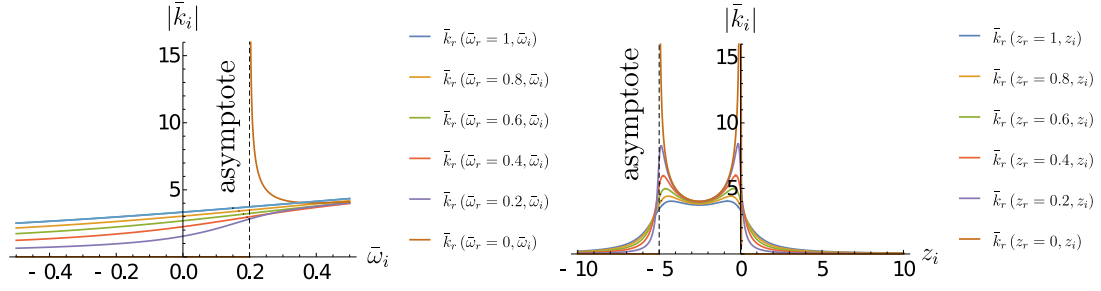 |k̄ᵢ|
15
10
5
asymptote
- 0.4
- 0.2
0.0
0.2
0.4
ω̄ᵢ
k̄ᵣ (ω̄ᵣ = 1, ω̄ᵢ)
k̄ᵣ (ω̄ᵣ = 0.8, ω̄ᵢ)
k̄ᵣ (ω̄ᵣ = 0.6, ω̄ᵢ)
k̄ᵣ (ω̄ᵣ = 0.4, ω̄ᵢ)
k̄ᵣ (ω̄ᵣ = 0.2, ω̄ᵢ)
k̄ᵣ (ω̄ᵣ = 0, ω̄ᵢ)
|k̄ᵢ|
15
10
5
asymptote
- 10
- 5
0
5
10
zᵢ
k̄ᵣ (zᵣ = 1, zᵢ)
k̄ᵣ (zᵣ = 0.8, zᵢ)
k̄ᵣ (zᵣ = 0.6, zᵢ)
k̄ᵣ (zᵣ = 0.4, zᵢ)
k̄ᵣ (zᵣ = 0.2, zᵢ)
k̄ᵣ (zᵣ = 0, zᵢ)